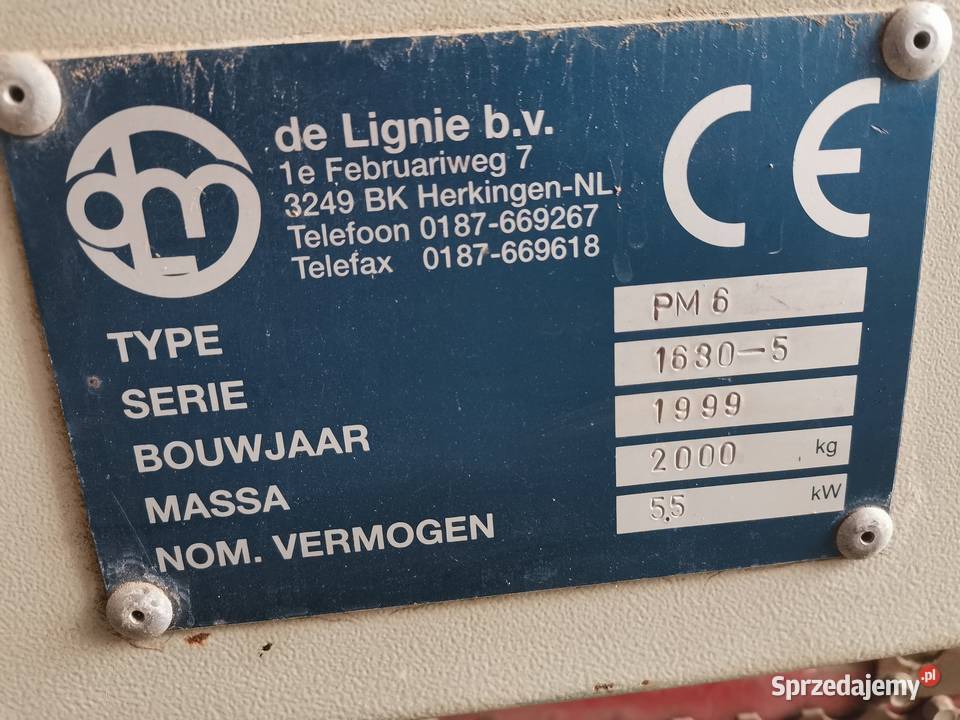 dLm
de Lignie b.v.
1e Februariweg 7
3249 BK Herkingen-NL.
Telefoon 0187-669267
Telefax 0187-669618
CE
TYPE PM 6
SERIE 1630-5
BOUWJAAR 1999
MASSA 2000 kg
NOM. VERMOGEN 5,5 kW
Sprzedajemy.pl